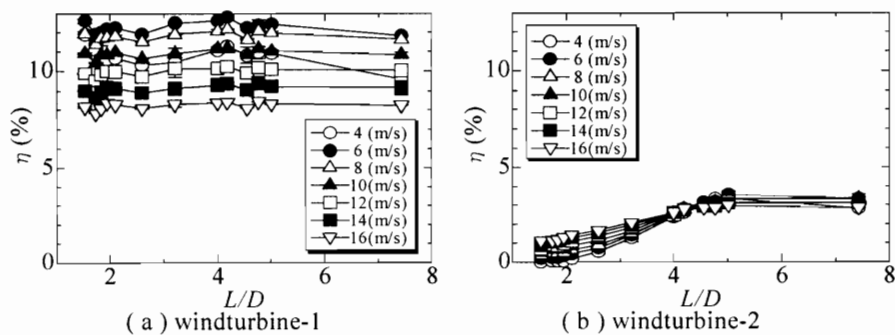 10
5
0
η (%)
4 (m/s)
6 (m/s)
8 (m/s)
10(m/s)
12(m/s)
14(m/s)
16(m/s)
2 4 6 8
L/D
( a ) windturbine-1
10
5
0
η (%)
4 (m/s)
6 (m/s)
8 (m/s)
10(m/s)
12(m/s)
14(m/s)
16(m/s)
2 4 6 8
L/D
( b ) windturbine-2